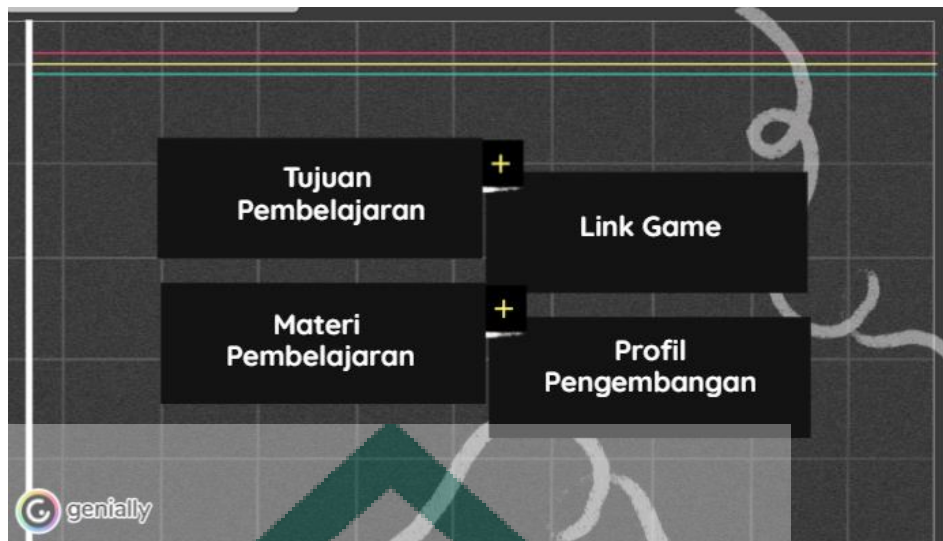 Tujuan
Pembelajaran
+
Link Game
Materi
Pembelajaran
+
Profil
Pengembangan
genially